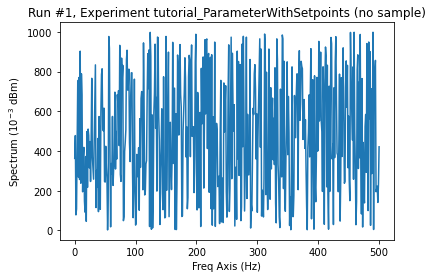 Run #1, Experiment tutorial_ParameterWithSetpoints (no sample)
1000
800
600
400
200
0
Spectrum (10⁻³ dBm)
0 100 200 300 400 500
Freq Axis (Hz)